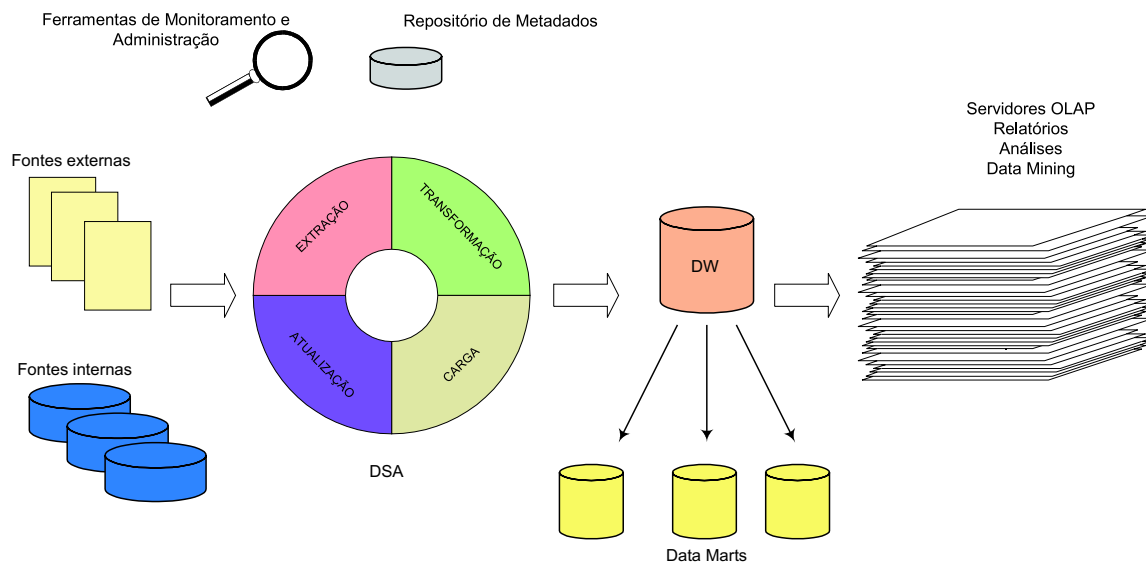 Ferramentas de Monitoramento e
Administração
Repositório de Metadados
Servidores OLAP
Relatórios
Análises
Data Mining
Fontes externas
EXTRAÇÃO
TRANSFORMAÇÃO
ATUALIZAÇÃO
CARGA
DW
Fontes internas
DSA
Data Marts